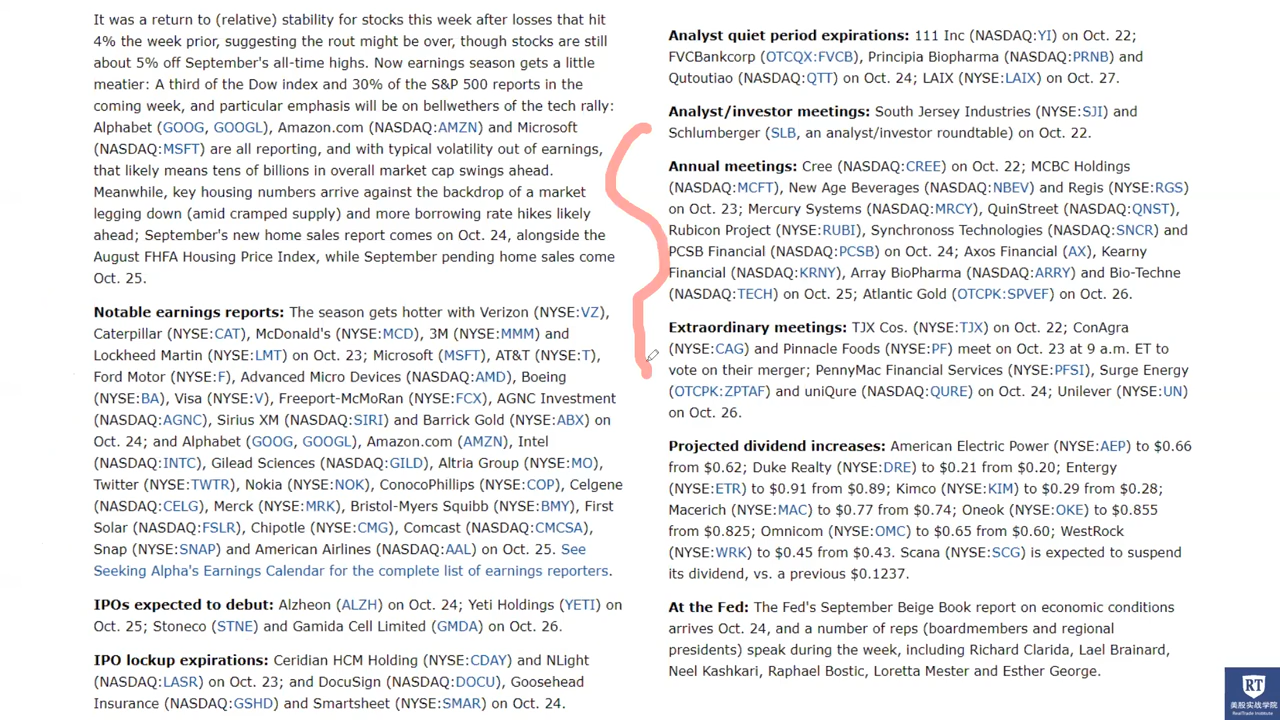 It was a return to (relative) stability for stocks this week after losses that hit
4% the week prior, suggesting the rout might be over, though stocks are still
about 5% off September's all-time highs. Now earnings season gets a little
meatier: A third of the Dow index and 30% of the S&P 500 reports in the
coming week, and particular emphasis will be on bellwethers of the tech rally:
Alphabet (GOOG, GOOGL), Amazon.com (NASDAQ:AMZN) and Microsoft
(NASDAQ:MSFT) are all reporting, and with typical volatility out of earnings,
that likely means tens of billions in overall market cap swings ahead.
Meanwhile, key housing numbers arrive against the backdrop of a market
legging down (amid cramped supply) and more borrowing rate hikes likely
ahead; September's new home sales report comes on Oct. 24, alongside the
August FHFA Housing Price Index, while September pending home sales come
Oct. 25.
Notable earnings reports: The season gets hotter with Verizon (NYSE:VZ),
Caterpillar (NYSE:CAT), McDonald's (NYSE:MCD), 3M (NYSE:MMM) and
Lockheed Martin (NYSE:LMT) on Oct. 23; Microsoft (MSFT), AT&T (NYSE:T),
Ford Motor (NYSE:F), Advanced Micro Devices (NASDAQ:AMD), Boeing
(NYSE:BA), Visa (NYSE:V), Freeport-McMoRan (NYSE:FCX), AGNC Investment
(NASDAQ:AGNC), Sirius XM (NASDAQ:SIRI) and Barrick Gold (NYSE:ABX) on
Oct. 24; and Alphabet (GOOG, GOOGL), Amazon.com (AMZN), Intel
(NASDAQ:INTC), Gilead Sciences (NASDAQ:GILD), Altria Group (NYSE:MO),
Twitter (NYSE:TWTR), Nokia (NYSE:NOK), ConocoPhillips (NYSE:COP), Celgene
(NASDAQ:CELG), Merck (NYSE:MRK), Bristol-Myers Squibb (NYSE:BMY), First
Solar (NASDAQ:FSLR), Chipotle (NYSE:CMG), Comcast (NASDAQ:CMCSA),
Snap (NYSE:SNAP) and American Airlines (NASDAQ:AAL) on Oct. 25. See
Seeking Alpha's Earnings Calendar for the complete list of earnings reporters.
IPOs expected to debut: Alzheon (ALZH) on Oct. 24; Yeti Holdings (YETI) on
Oct. 25; Stoneco (STNE) and Gamida Cell Limited (GMDA) on Oct. 26.
IPO lockup expirations: Ceridian HCM Holding (NYSE:CDAY) and NLight
(NASDAQ:LASR) on Oct. 23; and DocuSign (NASDAQ:DOCU), Goosehead
Insurance (NASDAQ:GSHD) and Smartsheet (NYSE:SMAR) on Oct. 24.
Analyst quiet period expirations: 111 Inc (NASDAQ:YI) on Oct. 22;
FVCBankcorp (OTCQX:FVCB), Principia Biopharma (NASDAQ:PRNB) and
Qutoutiao (NASDAQ:QTT) on Oct. 24; LAIX (NYSE:LAIX) on Oct. 27.
Analyst/investor meetings: South Jersey Industries (NYSE:SJI) and
Schlumberger (SLB, an analyst/investor roundtable) on Oct. 22.
Annual meetings: Cree (NASDAQ:CREE) on Oct. 22; MCBC Holdings
(NASDAQ:MCFT), New Age Beverages (NASDAQ:NBEV) and Regis (NYSE:RGS)
on Oct. 23; Mercury Systems (NASDAQ:MRCY), QuinStreet (NASDAQ:QNST),
Rubicon Project (NYSE:RUBI), Synchronoss Technologies (NASDAQ:SNCR) and
PCSB Financial (NASDAQ:PCSB) on Oct. 24; Axos Financial (AX), Kearny
Financial (NASDAQ:KRNY), Array BioPharma (NASDAQ:ARRY) and Bio-Techne
(NASDAQ:TECH) on Oct. 25; Atlantic Gold (OTCPK:SPVEF) on Oct. 26.
Extraordinary meetings: TJX Cos. (NYSE:TJX) on Oct. 22; ConAgra
(NYSE:CAG) and Pinnacle Foods (NYSE:PF) meet on Oct. 23 at 9 a.m. ET to
vote on their merger; PennyMac Financial Services (NYSE:PFSI), Surge Energy
(OTCPK:ZPTAF) and uniQure (NASDAQ:QURE) on Oct. 24; Unilever (NYSE:UN)
on Oct. 26.
Projected dividend increases: American Electric Power (NYSE:AEP) to $0.66
from $0.62; Duke Realty (NYSE:DRE) to $0.21 from $0.20; Entergy
(NYSE:ETR) to $0.91 from $0.89; Kimco (NYSE:KIM) to $0.29 from $0.28;
Macerich (NYSE:MAC) to $0.77 from $0.74; Oneok (NYSE:OKE) to $0.855
from $0.825; Omnicom (NYSE:OMC) to $0.65 from $0.60; WestRock
(NYSE:WRK) to $0.45 from $0.43. Scana (NYSE:SCG) is expected to suspend
its dividend, vs. a previous $0.1237.
At the Fed: The Fed's September Beige Book report on economic conditions
arrives Oct. 24, and a number of reps (boardmembers and regional
presidents) speak during the week, including Richard Clarida, Lael Brainard,
Neel Kashkari, Raphael Bostic, Loretta Mester and Esther George.
RT
美股实战学院
RealTrade Institute